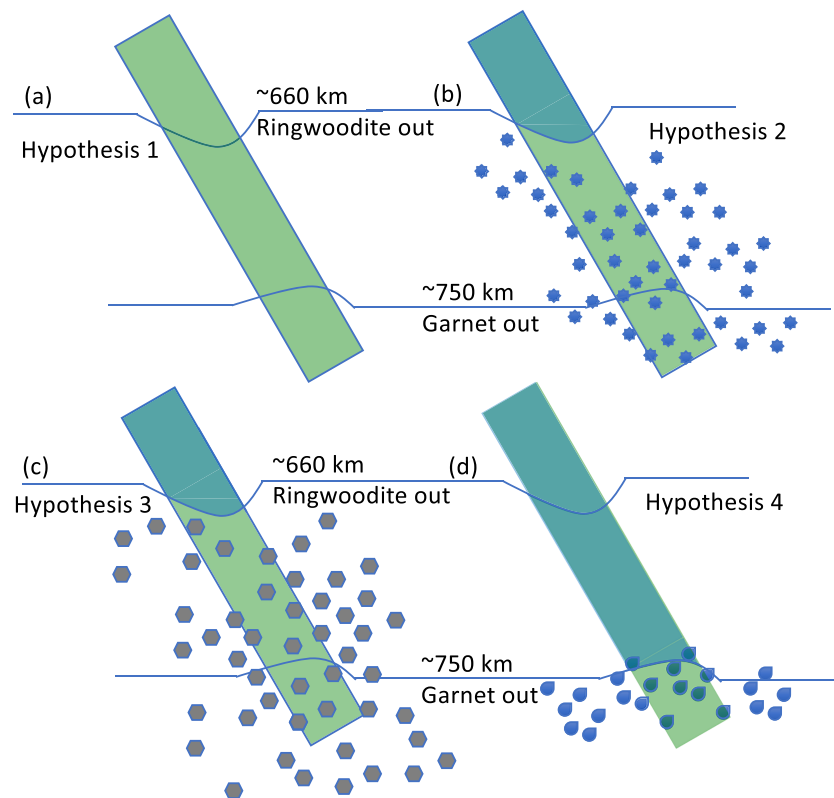 (a)
~660 km
Ringwoodite out
Hypothesis 1
(b)
Hypothesis 2
~750 km
Garnet out
(c)
~660 km
Ringwoodite out
Hypothesis 3
(d)
Hypothesis 4
~750 km
Garnet out